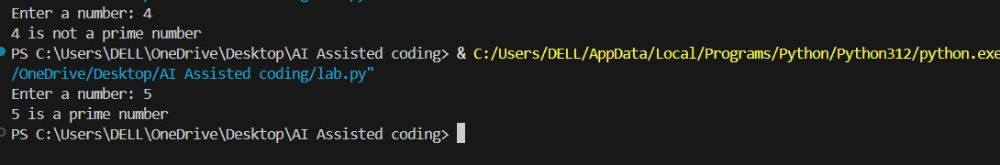 Enter a number: 4
4 is not a prime number
PS C:\Users\DELL\OneDrive\Desktop\AI Assisted coding> & C:/Users/DELL/AppData/Local/Programs/Python/Python312/python.exe
/OneDrive/Desktop/AI Assisted coding/lab.py"
Enter a number: 5
5 is a prime number
PS C:\Users\DELL\OneDrive\Desktop\AI Assisted coding>